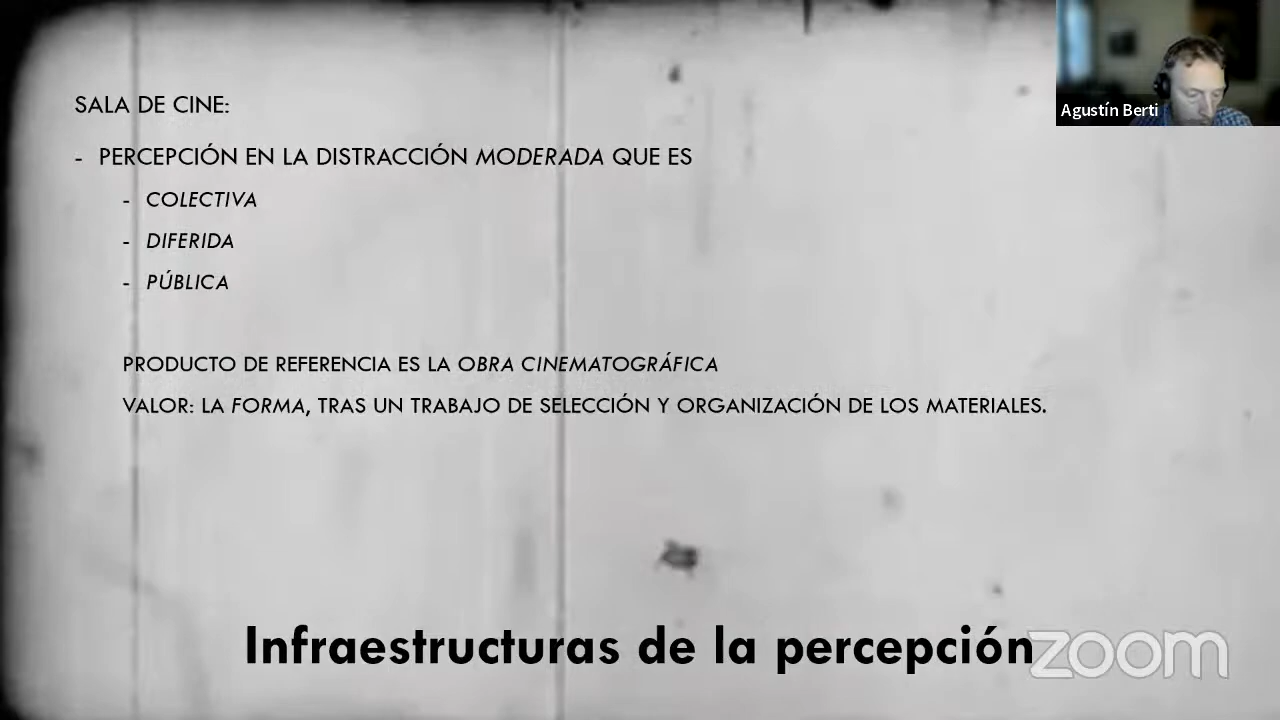 SALA DE CINE:
- PERCEPCIÓN EN LA DISTRACCIÓN MODERADA QUE ES
- COLECTIVA
- DIFERIDA
- PÚBLICA
PRODUCTO DE REFERENCIA ES LA OBRA CINEMATOGRÁFICA
VALOR: LA FORMA, TRAS UN TRABAJO DE SELECCIÓN Y ORGANIZACIÓN DE LOS MATERIALES.
Infraestructuras de la percepción
Agustín Berti
zoom